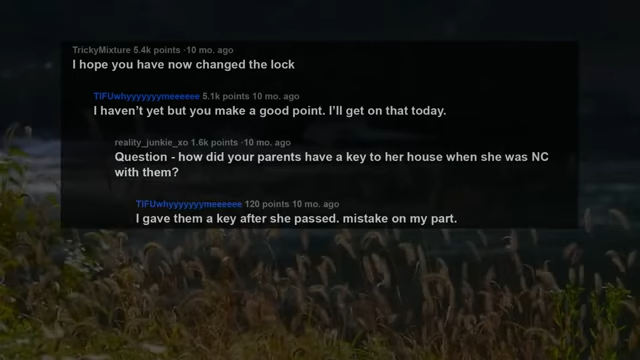 TrickyMixture 5.4k points ·10 mo. ago
I hope you have now changed the lock
TIFUwhyyyyyyymeeeeee 5.1k points 10 mo. ago
I haven’t yet but you make a good point. I’ll get on that today.
reality_junkie_xo 1.6k points ·10 mo. ago
Question - how did your parents have a key to her house when she was NC
with them?
TIFUwhyyyyyyymeeeeee 120 points 10 mo. ago
I gave them a key after she passed. mistake on my part.